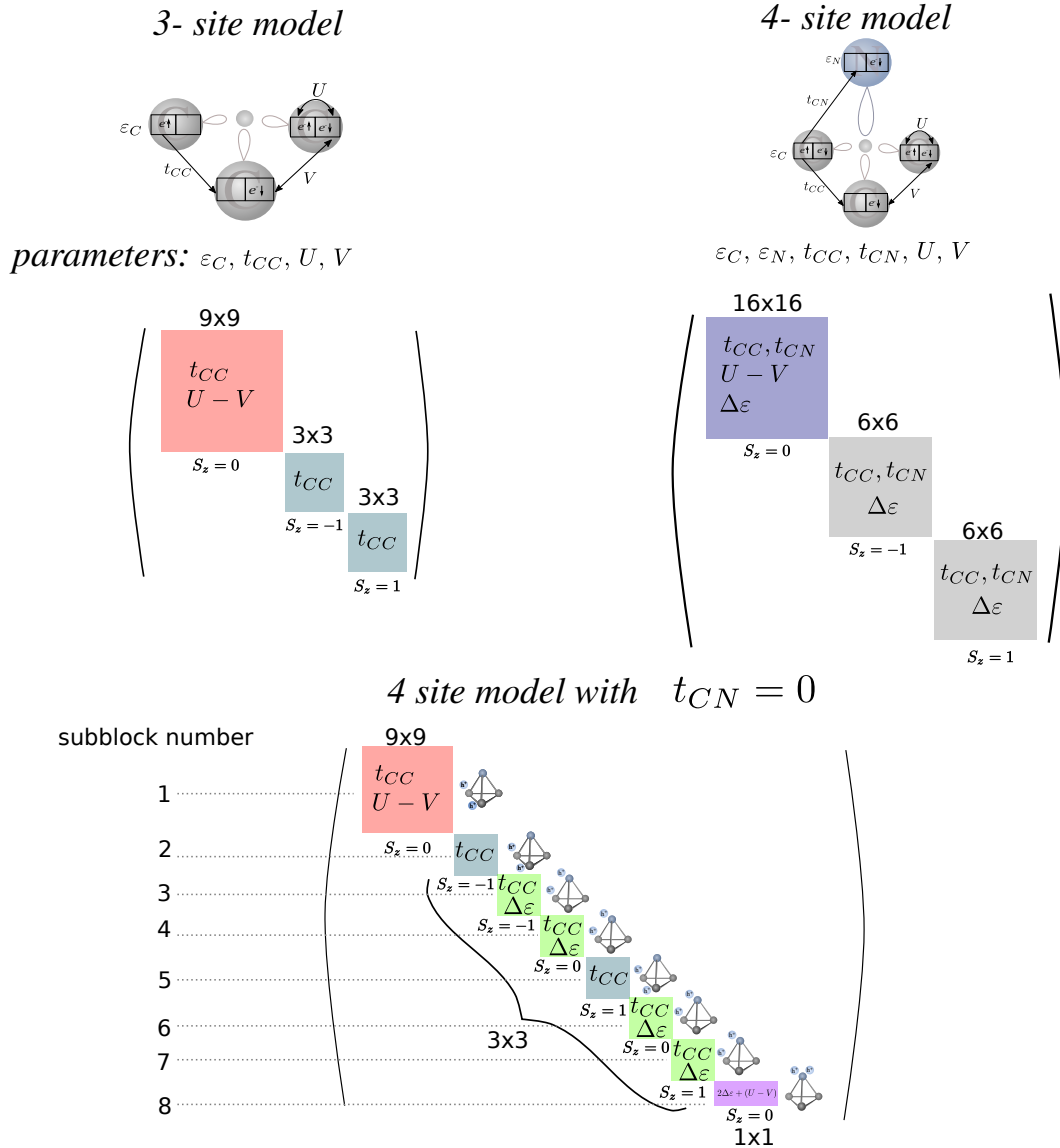 3- site model
4- site model
ε_N
e⁻↓
t_CN
U
U
ε_C
e⁻↑
e⁻↑ e⁻↓
ε_C
e⁻↑ e⁻↓
e⁻↑ e⁻↓
t_CC
V
t_CC
V
e⁻↓
e⁻↓
parameters: ε_C, t_CC, U, V
ε_C, ε_N, t_CC, t_CN, U, V
9x9
t_CC
U − V
S_z = 0
3x3
t_CC
S_z = −1
3x3
t_CC
S_z = 1
16x16
t_CC, t_CN
U − V
Δε
S_z = 0
6x6
t_CC, t_CN
Δε
S_z = −1
6x6
t_CC, t_CN
Δε
S_z = 1
4 site model with t_CN = 0
subblock number
9x9
1
t_CC
U − V
S_z = 0
2
t_CC
S_z = −1
3
t_CC
Δε
S_z = −1
4
t_CC
Δε
S_z = 0
5
t_CC
S_z = 1
6
t_CC
Δε
S_z = 0
3x3
7
t_CC
Δε
S_z = 1
8
2Δε + (U − V)
S_z = 0
1x1
h⁺ h⁺